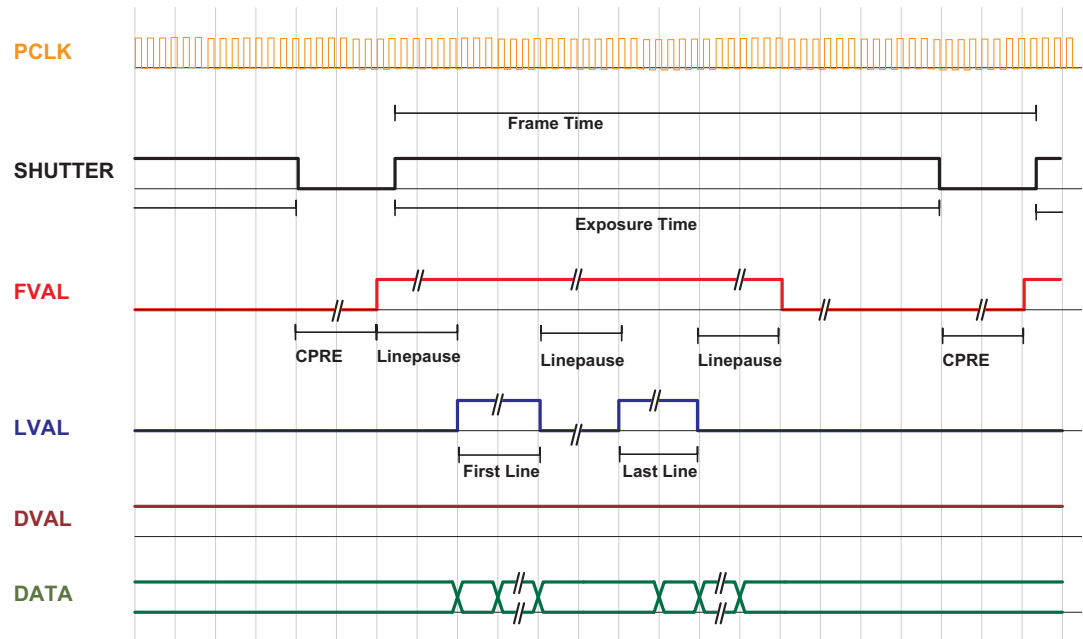 PCLK
Frame Time
SHUTTER
Exposure Time
FVAL
CPRE Linepause Linepause Linepause CPRE
LVAL
First Line Last Line
DVAL
DATA